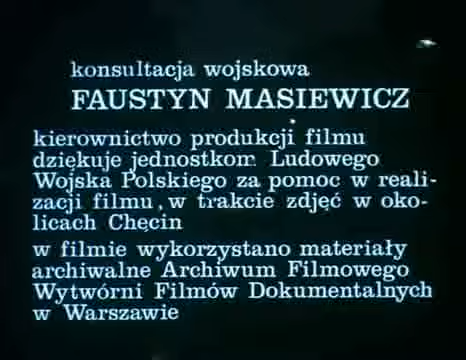 konsultacja wojskowa
FAUSTYN MASIEWICZ
kierownictwo produkcji filmu
dziękuje jednostkom Ludowego
Wojska Polskiego za pomoc w reali-
zacji filmu, w trakcie zdjęć w oko-
licach Chęcin
w filmie wykorzystano materiały
archiwalne Archiwum Filmowego
Wytwórni Filmów Dokumentalnych
w Warszawie